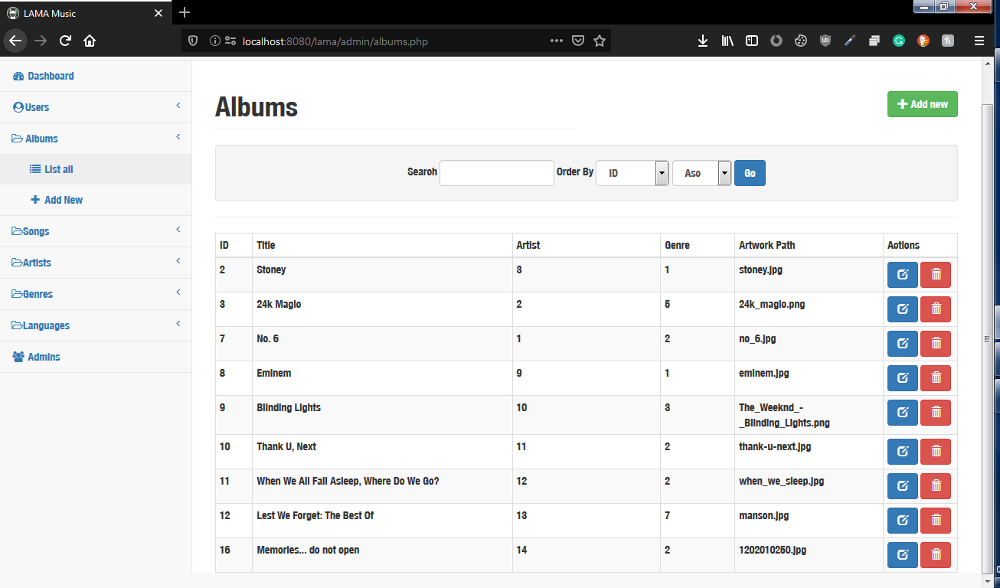 LAMA Music
localhost:8080/lama/admin/albums.php
Dashboard
Users
Albums
List all
Add New
Songs
Artists
Genres
Languages
Admins
Albums
Add new
Search
Order By
ID
Asc
Go
ID Title Artist Genre Artwork Path Actions
2 Stoney 3 1 stoney.jpg
3 24k Magic 2 5 24k_magic.png
7 No. 6 1 2 no_6.jpg
8 Eminem 9 1 eminem.jpg
9 Blinding Lights 10 3 The_Weeknd_-
_Blinding_Lights.png
10 Thank U, Next 11 2 thank-u-next.jpg
11 When We All Fall Asleep, Where Do We Go? 12 2 when_we_sleep.jpg
12 Lest We Forget: The Best Of 13 7 manson.jpg
16 Memories... do not open 14 2 1202010250.jpg